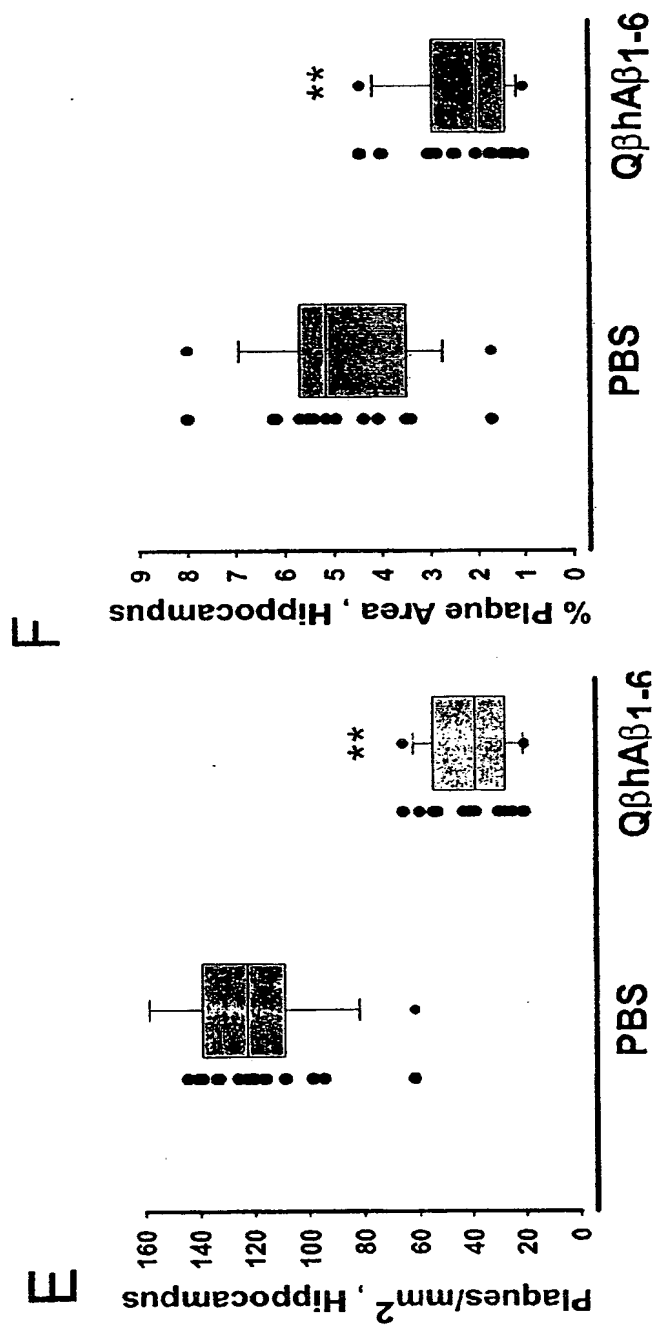 E
Plaques/mm², Hippocampus
160
140
120
100
80
60
40
20
0
**
PBS
QβhAβ1-6
F
% Plaque Area , Hippocampus
9
8
7
6
5
4
3
2
1
0
**
PBS
QβhAβ1-6